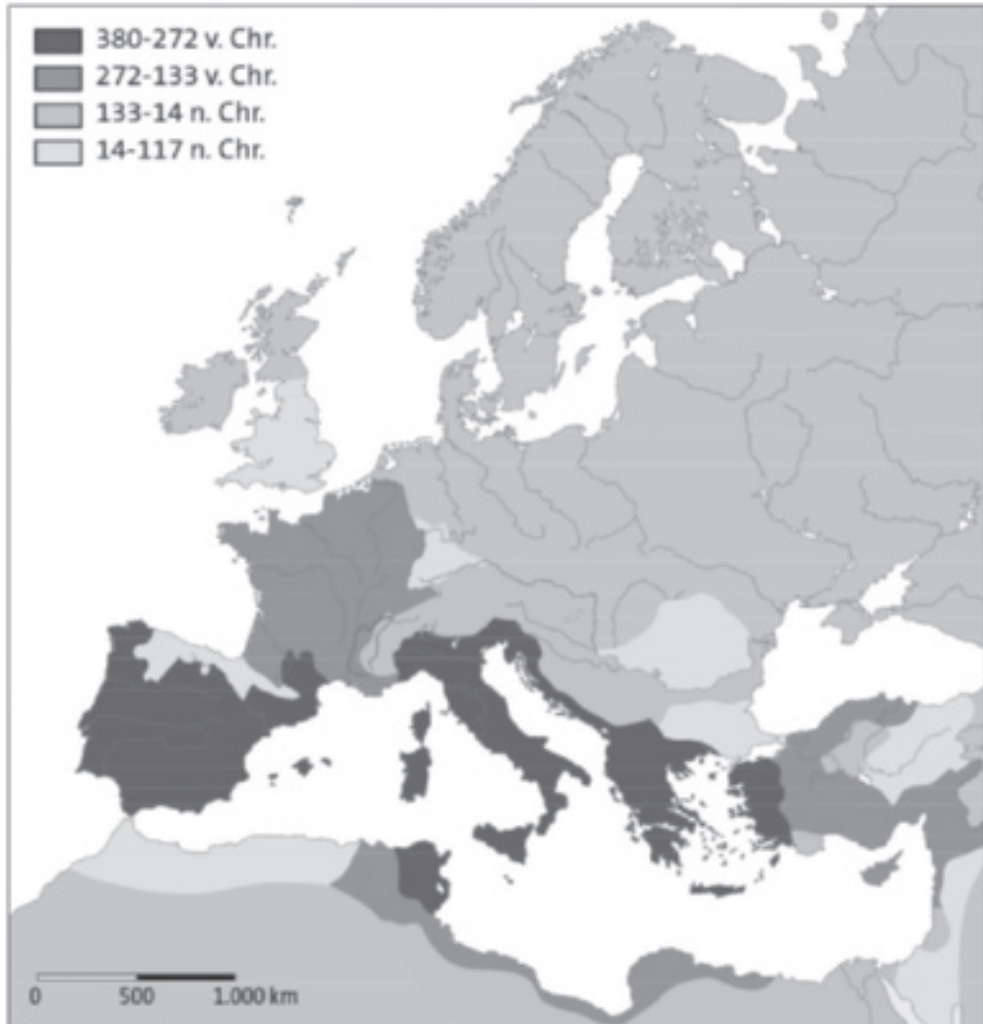 380-272 v. Chr.
272-133 v. Chr.
133-14 n. Chr.
14-117 n. Chr.
0 500 1.000 km